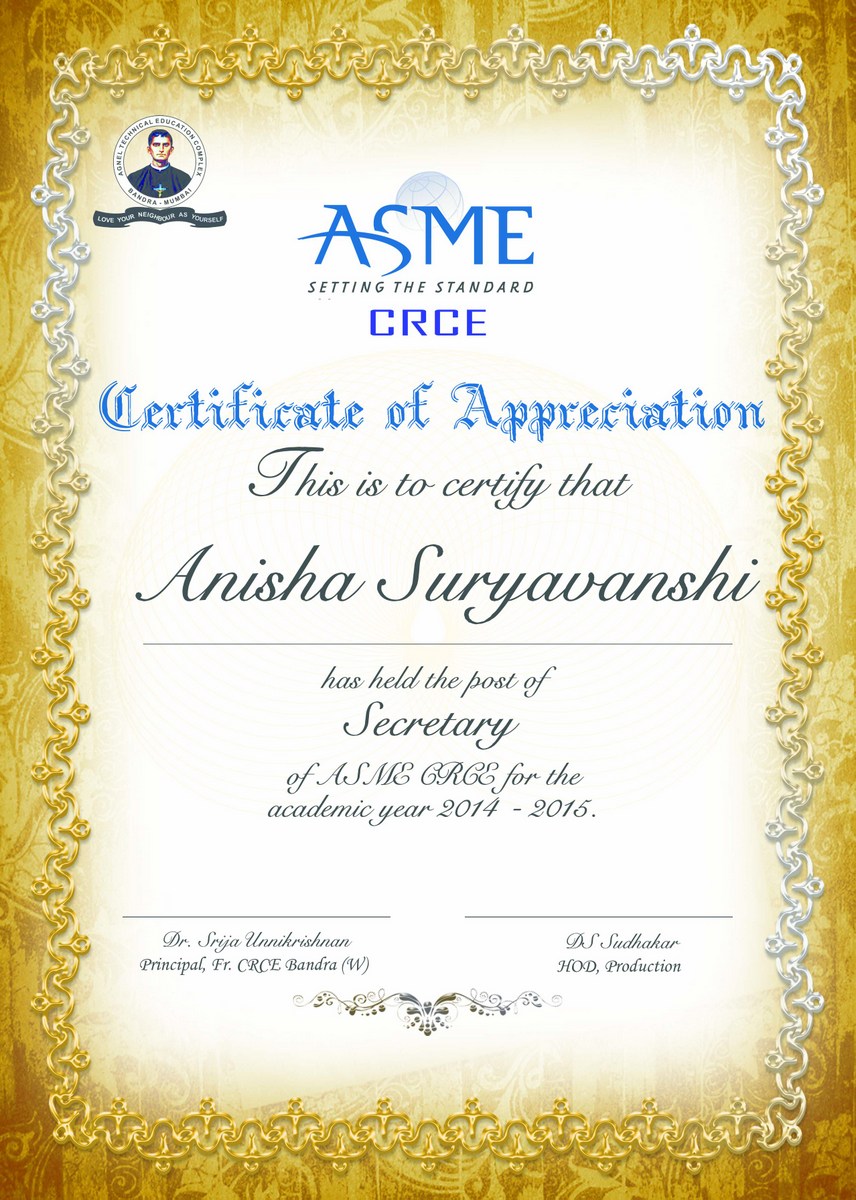 AGNEL TECHNICAL EDUCATION COMPLEX
BANDRA - MUMBAI
LOVE YOUR NEIGHBOUR AS YOURSELF
ASME
SETTING THE STANDARD
CRCE
Certificate of Appreciation
This is to certify that
Anisha Suryavanshi
has held the post of
Secretary
of ASME CRCE for the
academic year 2014 - 2015.
Dr. Srija Unnikrishnan
Principal, Fr. CRCE Bandra (W)
DS Sudhakar
HOD, Production